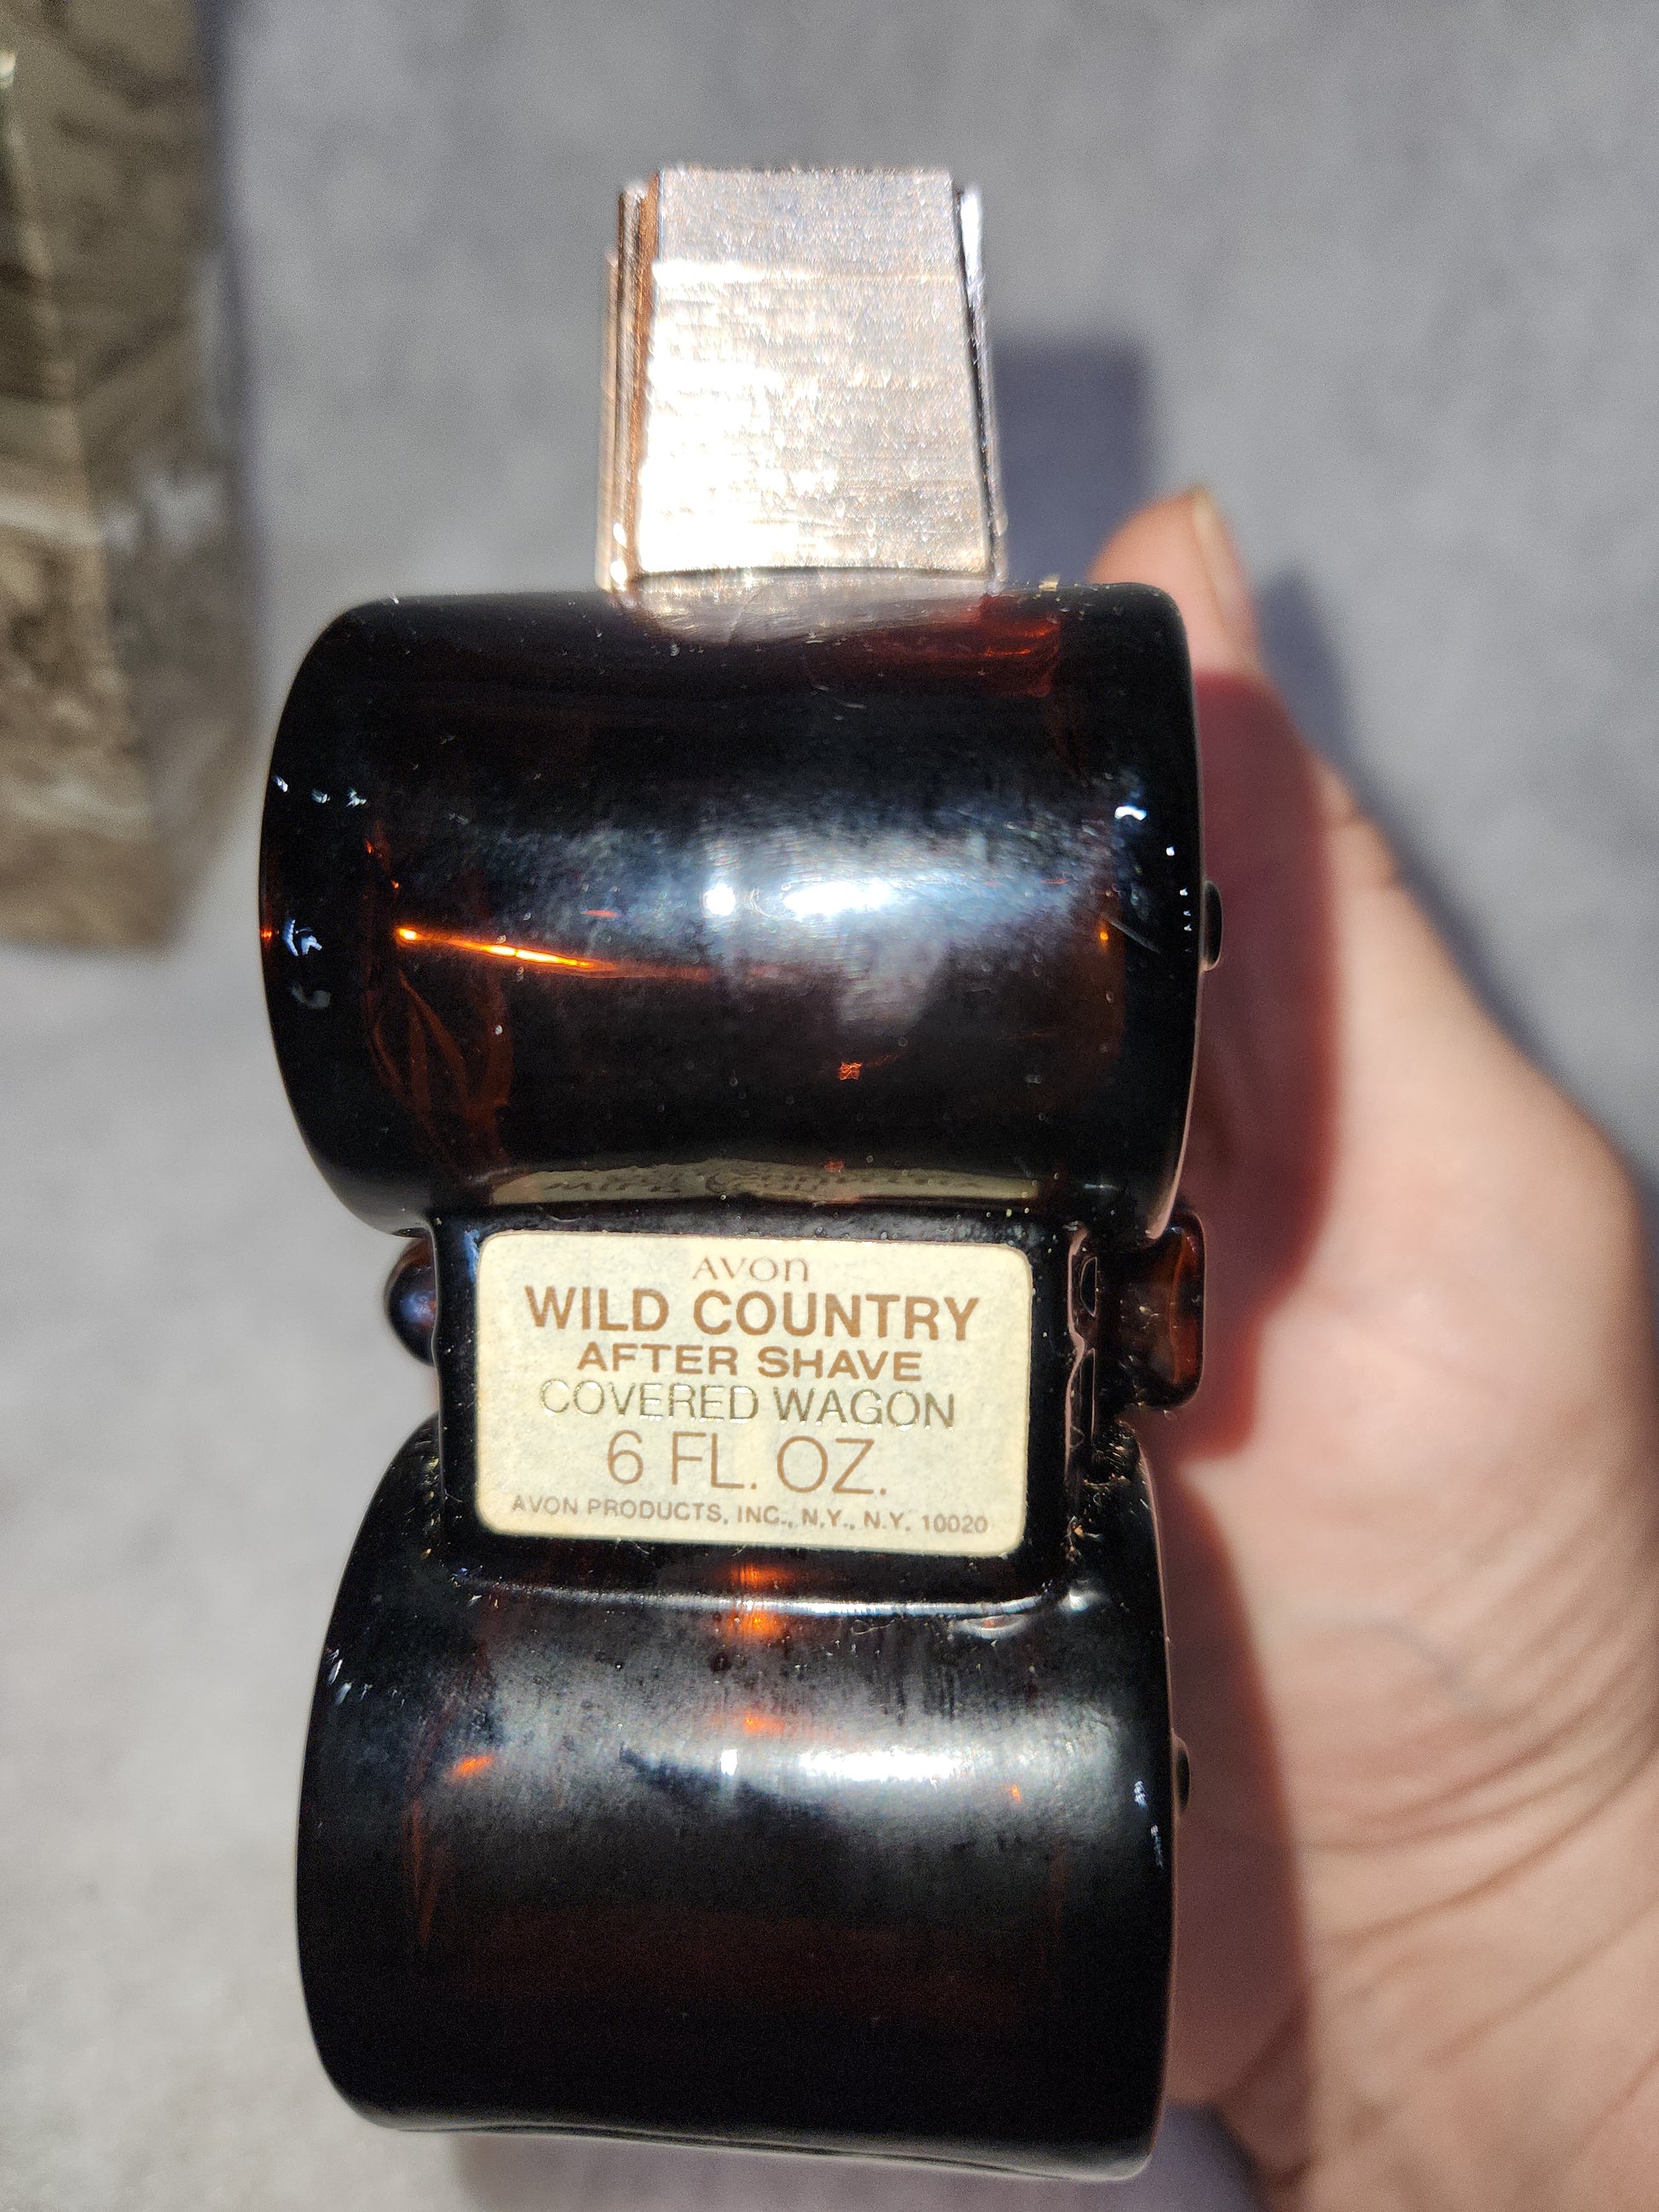 AVON
WILD COUNTRY
AFTER SHAVE
COVERED WAGON
6 FL. OZ.
AVON PRODUCTS, INC., N.Y., N.Y. 10020